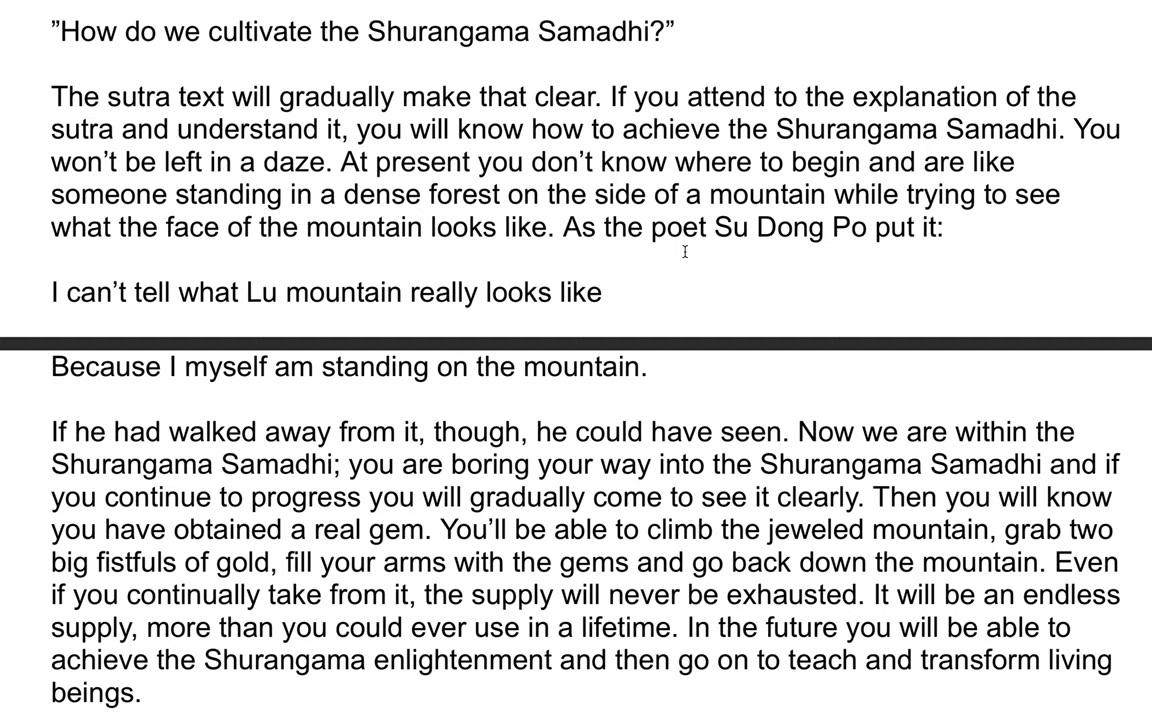 ”How do we cultivate the Shurangama Samadhi?”
The sutra text will gradually make that clear. If you attend to the explanation of the
sutra and understand it, you will know how to achieve the Shurangama Samadhi. You
won’t be left in a daze. At present you don’t know where to begin and are like
someone standing in a dense forest on the side of a mountain while trying to see
what the face of the mountain looks like. As the poet Su Dong Po put it:
I can’t tell what Lu mountain really looks like
Because I myself am standing on the mountain.
If he had walked away from it, though, he could have seen. Now we are within the
Shurangama Samadhi; you are boring your way into the Shurangama Samadhi and if
you continue to progress you will gradually come to see it clearly. Then you will know
you have obtained a real gem. You’ll be able to climb the jeweled mountain, grab two
big fistfuls of gold, fill your arms with the gems and go back down the mountain. Even
if you continually take from it, the supply will never be exhausted. It will be an endless
supply, more than you could ever use in a lifetime. In the future you will be able to
achieve the Shurangama enlightenment and then go on to teach and transform living
beings.